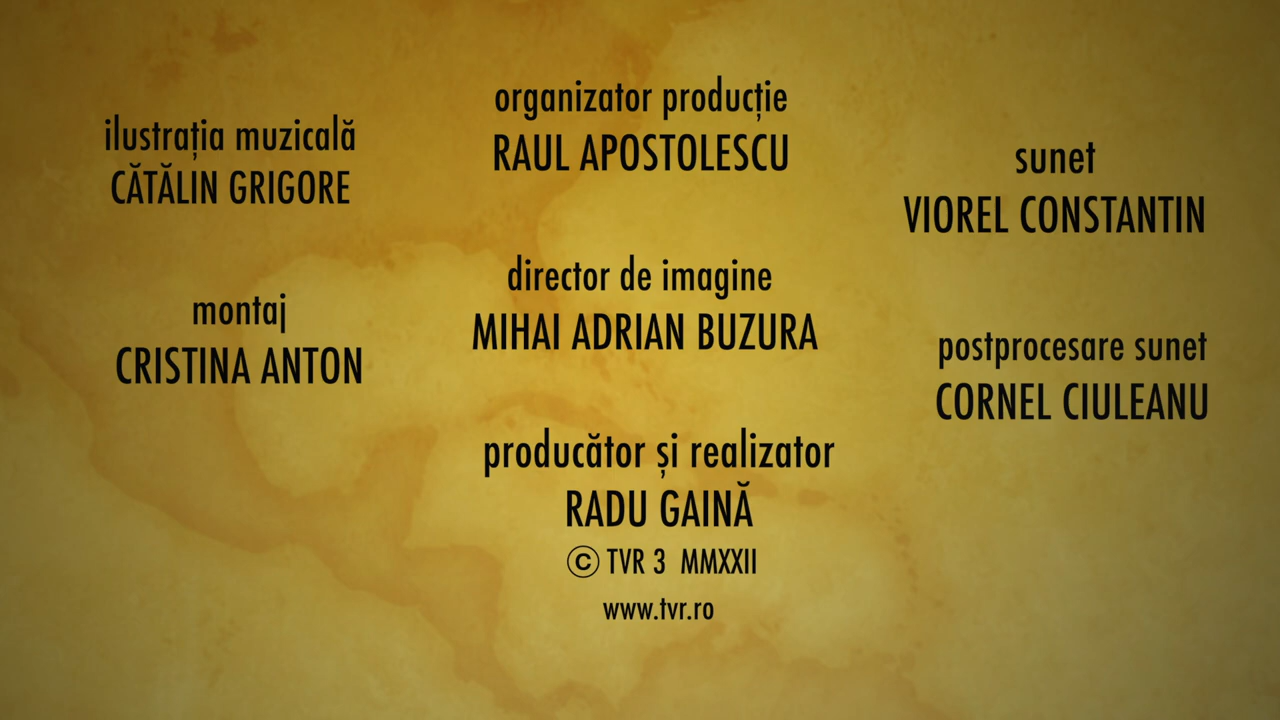 ilustrația muzicală
CĂTĂLIN GRIGORE
montaj
CRISTINA ANTON
organizator producție
RAUL APOSTOLESCU
director de imagine
MIHAI ADRIAN BUZURA
producător și realizator
RADU GAINĂ
© TVR 3 MMXXII
www.tvr.ro
sunet
VIOREL CONSTANTIN
postprocesare sunet
CORNEL CIULEANU